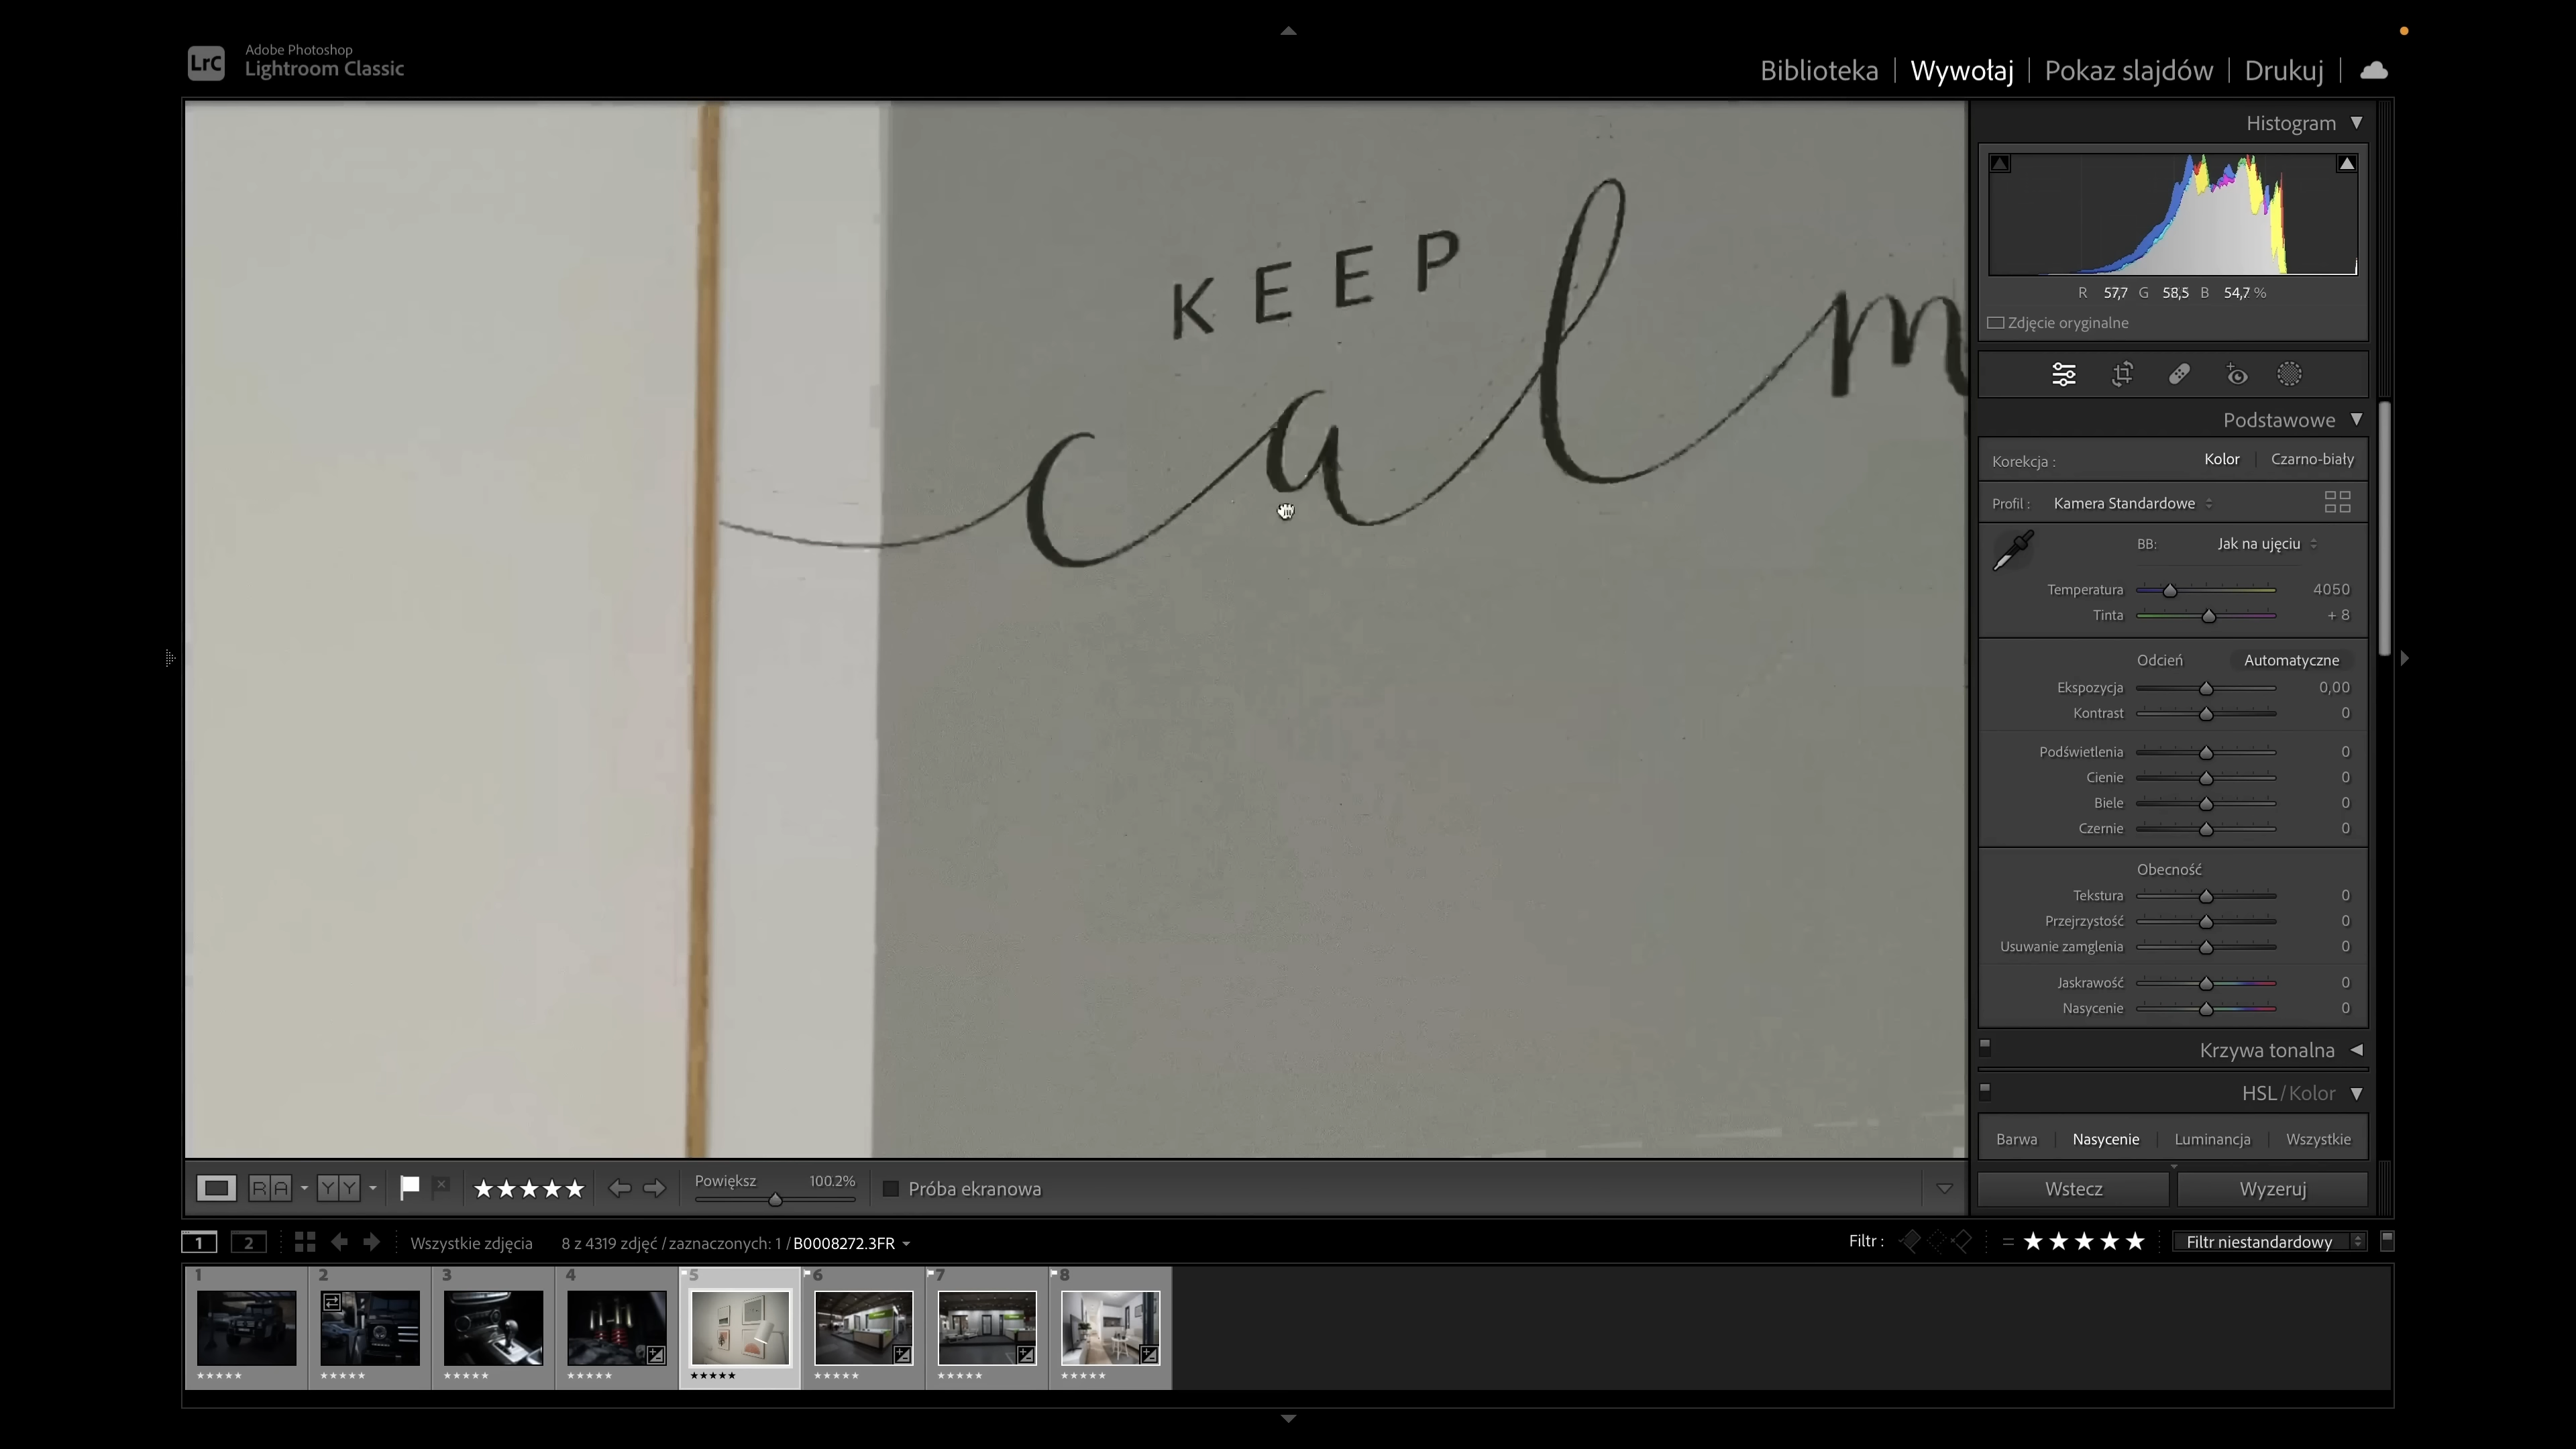 Adobe Photoshop
LrC Lightroom Classic
Biblioteka | Wywołaj | Pokaz slajdów | Drukuj |
KEEP
calm
Histogram
R 57,7 G 58,5 B 54,7 %
Zdjęcie oryginalne
Podstawowe
Korekcja : Kolor | Czarno-biały
Profil : Kamera Standardowe
BB: Jak na ujęciu
Temperatura 4050
Tinta + 8
Odcień Automatyczne
Ekspozycja 0,00
Kontrast 0
Podświetlenia 0
Cienie 0
Biele 0
Czernie 0
Obecność
Tekstura 0
Przejrzystość 0
Usuwanie zamglenia 0
Jaskrawość 0
Nasycenie 0
Krzywa tonalna
HSL / Kolor
Barwa | Nasycenie | Luminancja | Wszystkie
Wstecz Wyzeruj
RA YY Powiększ 100.2% Próba ekranowa
1 2 Wszystkie zdjęcia 8 z 4319 zdjęć / zaznaczonych: 1 / B0008272.3FR Filtr : Filtr niestandardowy
1 2 3 4 5 6 7 8